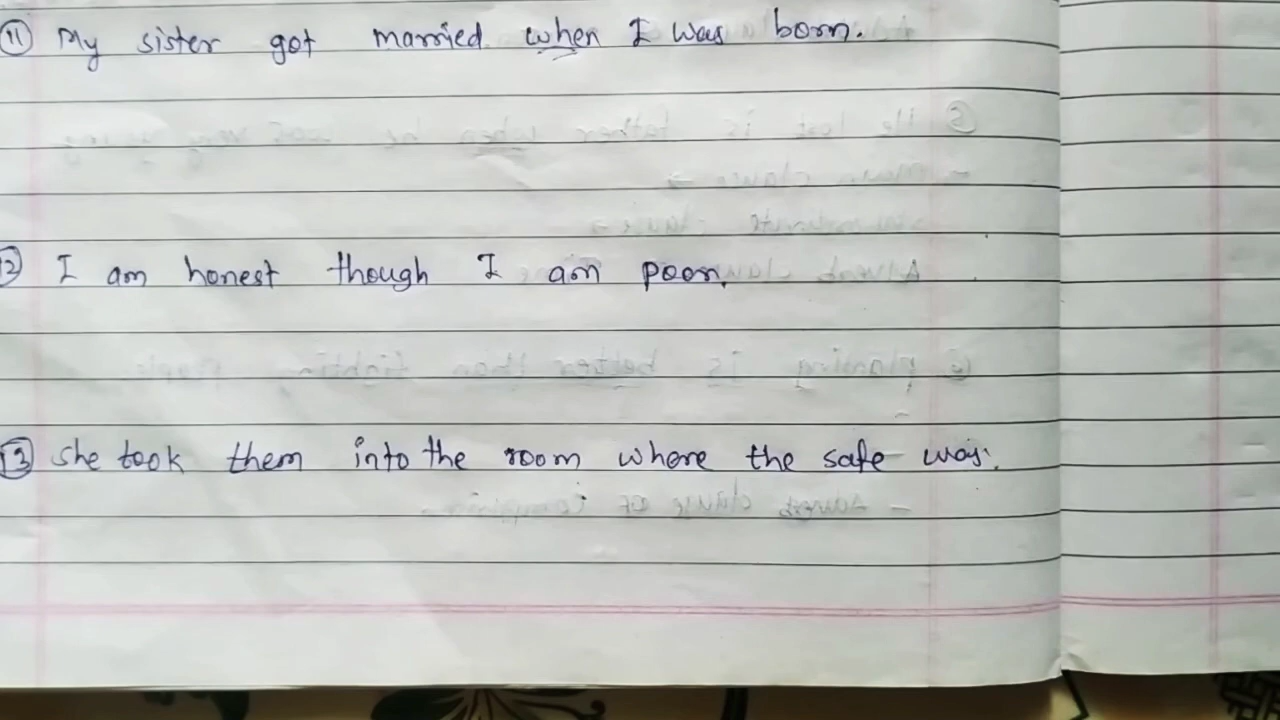 11 My sister got married when I was born.
12 I am honest though I am poor.
13 she took them into the room where the safe was.